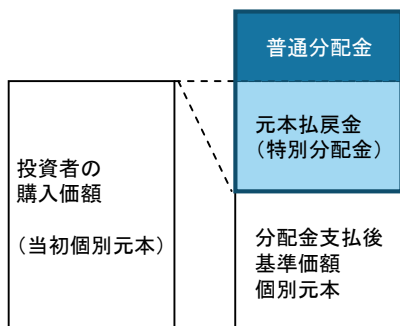 普通分配金
元本払戻金
（特別分配金）
投資者の
購入価額
（当初個別元本）
分配金支払後
基準価額
個別元本